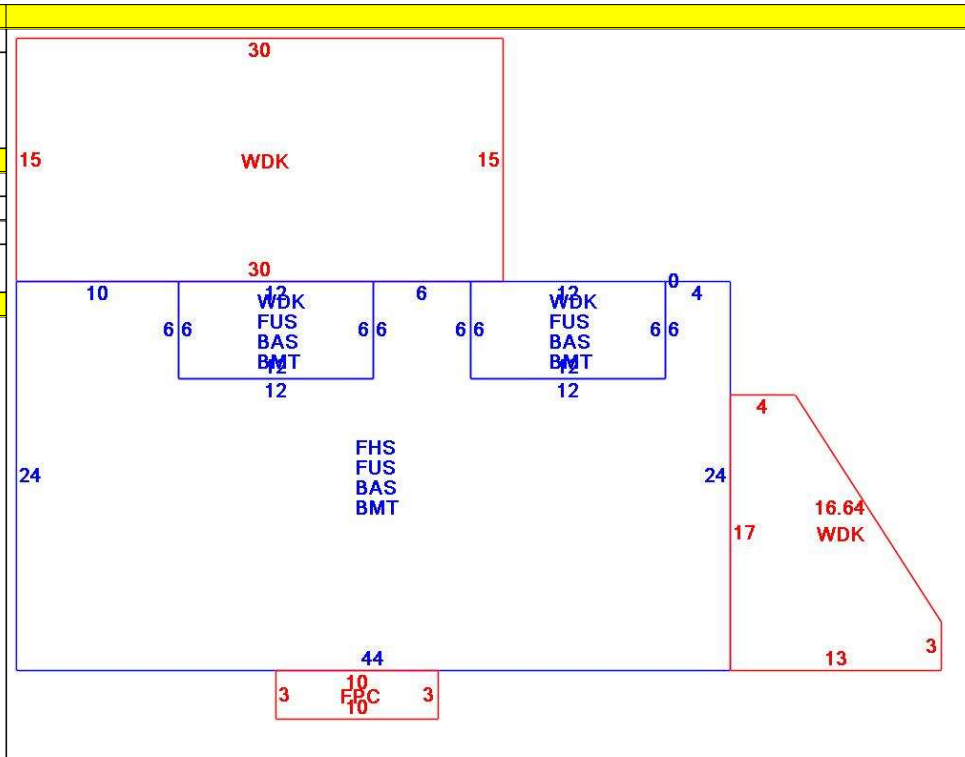 30
15 WDK 15
30
10 12 6 12 0 4
WDK WDK
FUS FUS
6 6 6 6 6 6 6 6
BAS BAS
BMT BMT
12 12
12 12
4
FHS
FUS
24 24
BAS
BMT
16.64
17 WDK
3
44 13
10
3 FPC 3
10